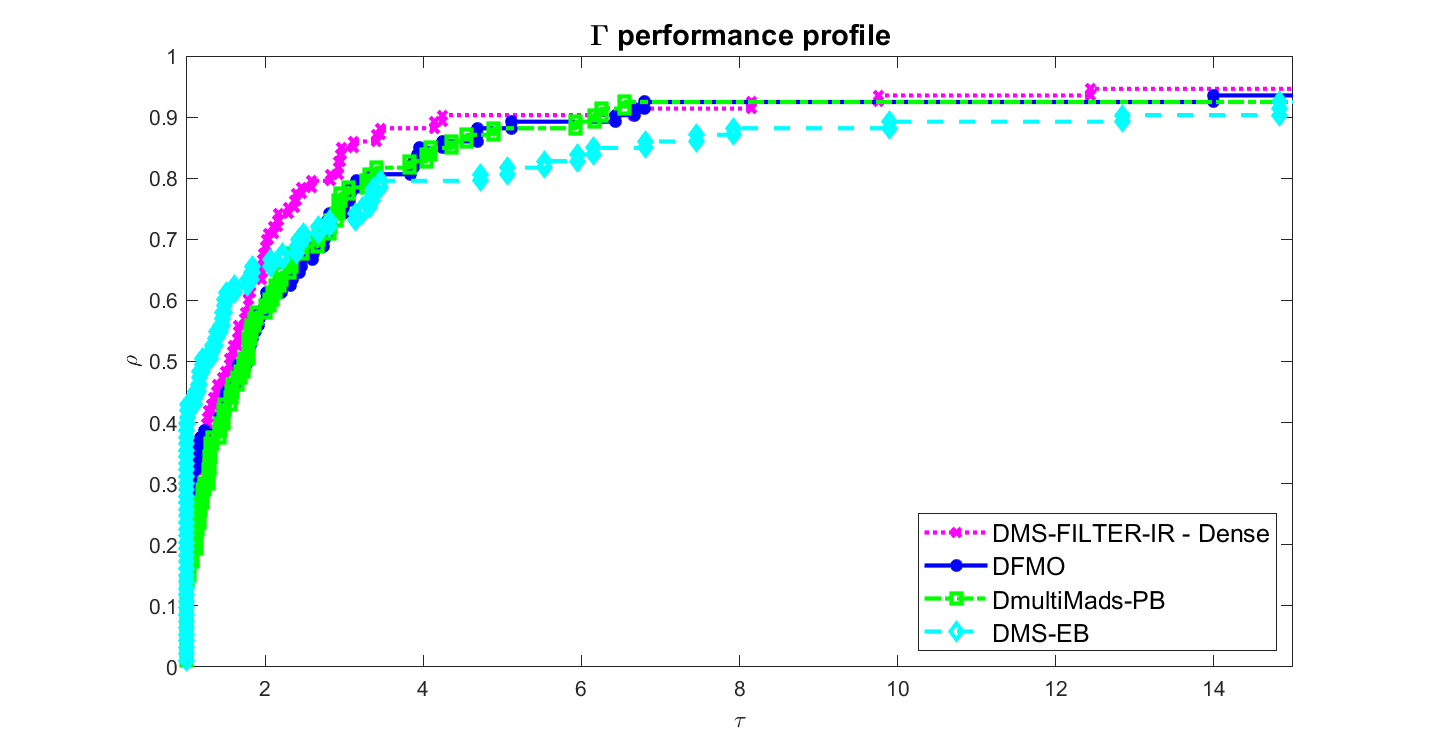 Γ performance profile
1
0.9
0.8
0.7
0.6
0.5
0.4
0.3
0.2
0.1
0
ρ
2 4 6 8 10 12 14
τ
DMS-FILTER-IR - Dense
DFMO
DmultiMads-PB
DMS-EB